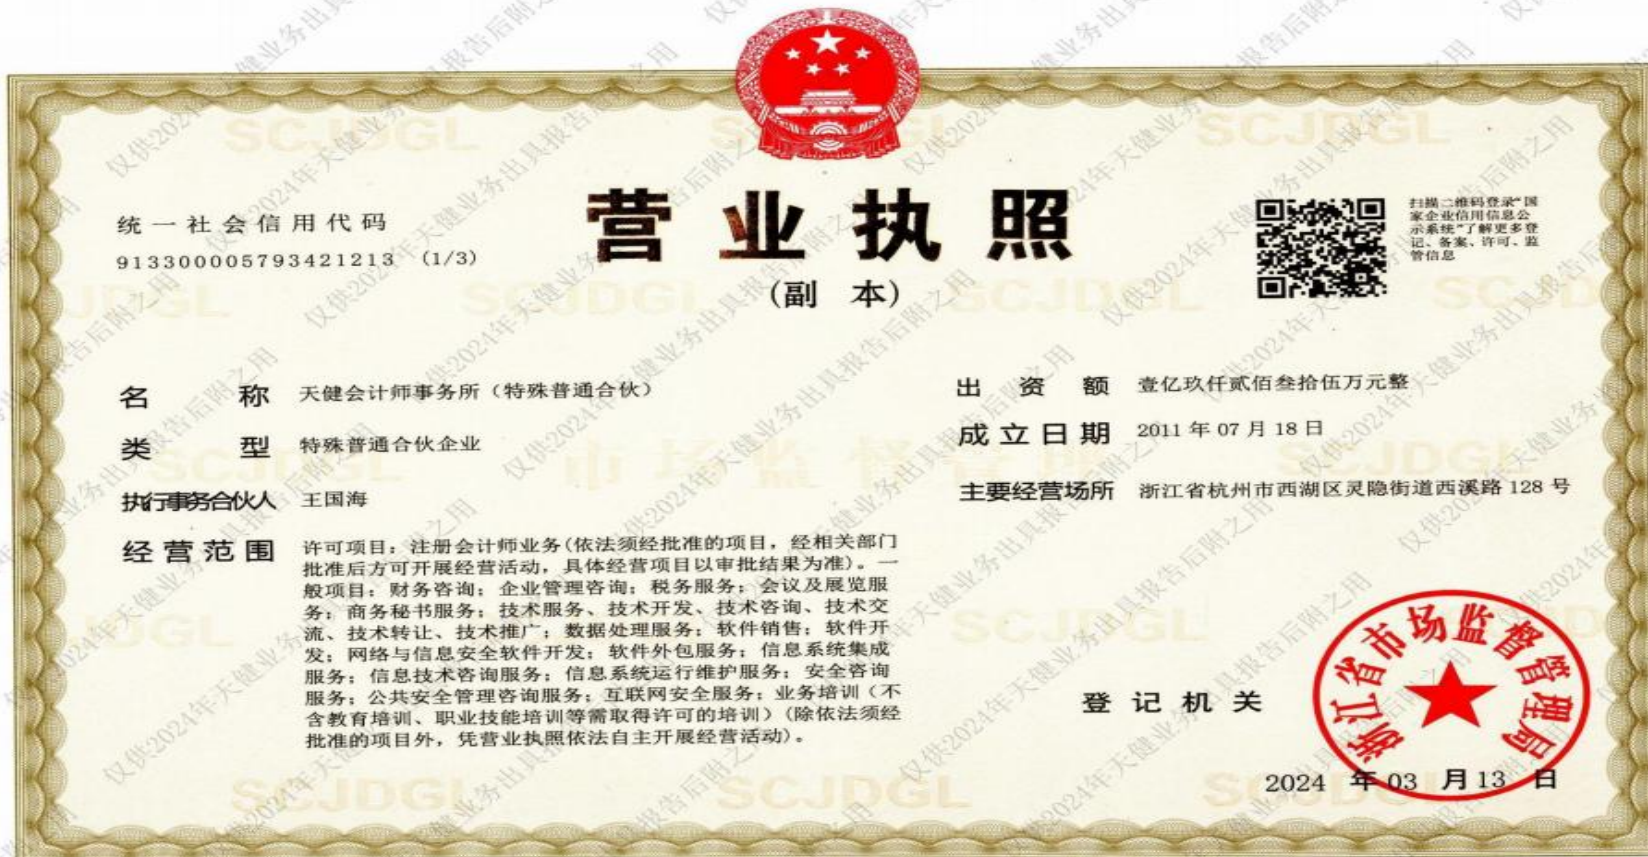 营业执照
(副 本)
统一社会信用代码
913300005793421213 (1/3)
扫描二维码登录“国
家企业信用信息公
示系统”了解更多登
记、备案、许可、监
管信息
名 称 天健会计师事务所（特殊普通合伙）
类 型 特殊普通合伙企业
执行事务合伙人 王国海
经营范围 许可项目：注册会计师业务(依法须经批准的项目，经相关部门
批准后方可开展经营活动，具体经营项目以审批结果为准)。一
般项目：财务咨询；企业管理咨询；税务服务；会议及展览服
务；商务秘书服务；技术服务、技术开发、技术咨询、技术交
流、技术转让、技术推广；数据处理服务；软件销售；软件开
发；网络与信息安全软件开发；软件外包服务；信息系统集成
服务；信息技术咨询服务；信息系统运行维护服务；安全咨询
服务；公共安全管理咨询服务；互联网安全服务；业务培训（不
含教育培训、职业技能培训等需取得许可的培训）(除依法须经
批准的项目外，凭营业执照依法自主开展经营活动)。
出 资 额 壹亿玖仟贰佰叁拾伍万元整
成立日期 2011 年 07 月 18 日
主要经营场所 浙江省杭州市西湖区灵隐街道西溪路 128 号
登记机关
浙江省市场监督管理局
2024 年 03 月 13 日
SCJDGL
市场监督管理
仅供2024年天健业务出具报告后附之用